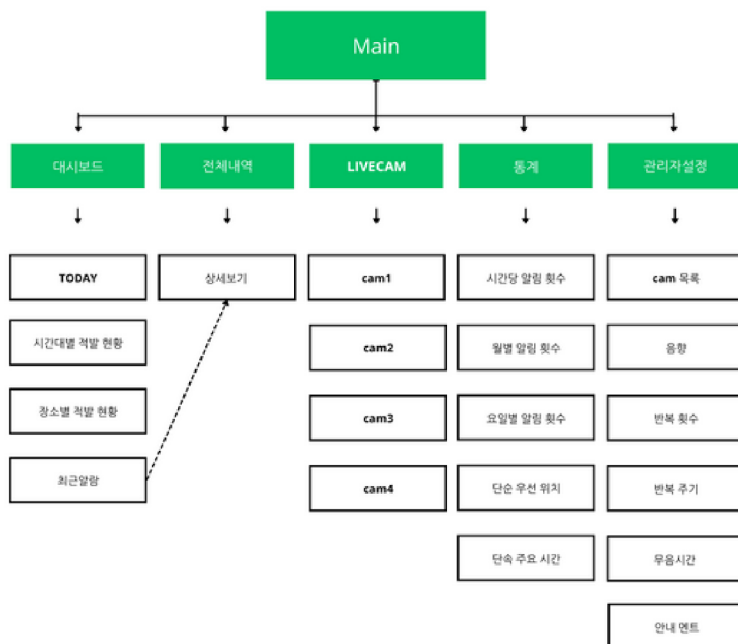 Main
대시보드
전체내역
LIVECAM
통계
관리자설정
TODAY
상세보기
cam1
시간당 알림 횟수
cam 목록
시간대별 적발 현황
cam2
월별 알림 횟수
음향
장소별 적발 현황
cam3
요일별 알림 횟수
반복 횟수
최근알람
cam4
단순 우선 위치
반복 주기
단속 주요 시간
무음시간
안내 멘트